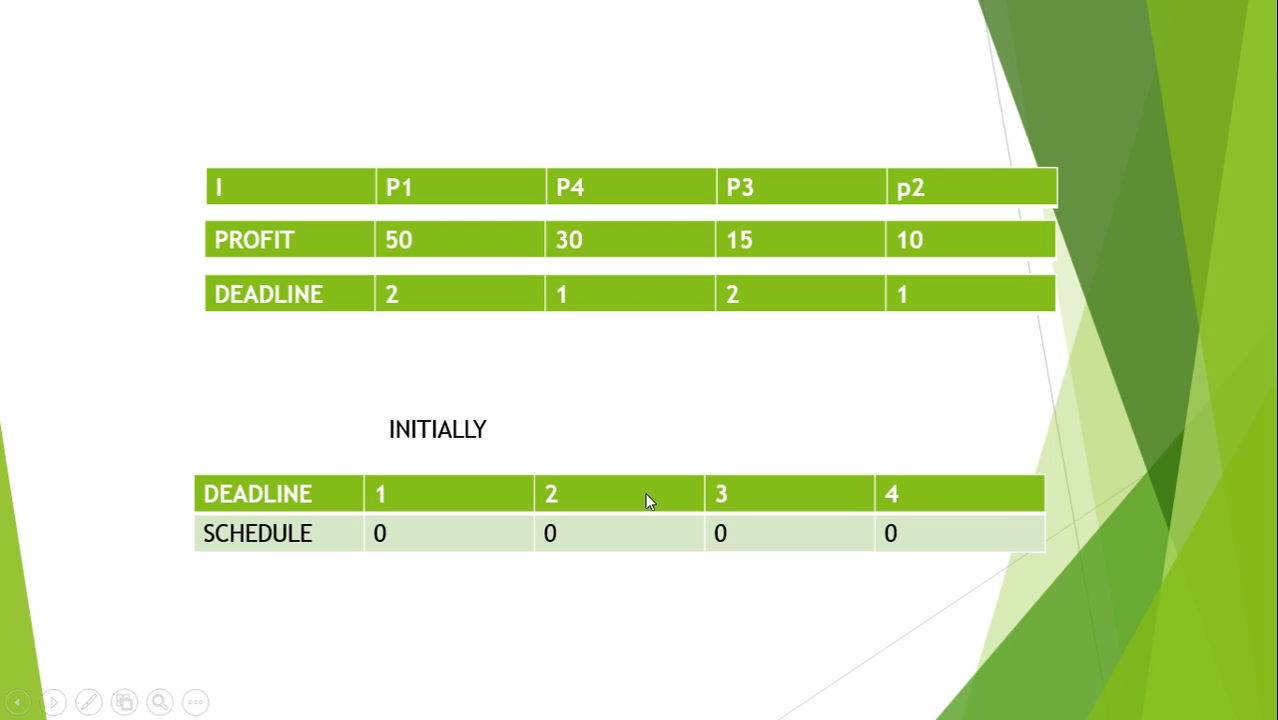 I P1 P4 P3 p2
PROFIT 50 30 15 10
DEADLINE 2 1 2 1
INITIALLY
DEADLINE 1 2 3 4
SCHEDULE 0 0 0 0